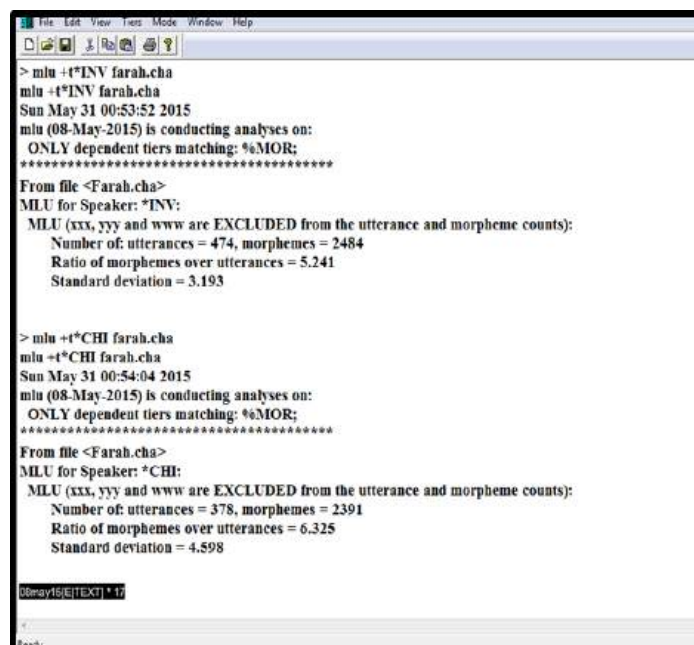 File Edit View Tiers Mode Window Help
> mlu +t*INV farah.cha
mlu +t*INV farah.cha
Sun May 31 00:53:52 2015
mlu (08-May-2015) is conducting analyses on:
ONLY dependent tiers matching: %MOR;
****************************************
From file <Farah.cha>
MLU for Speaker: *INV:
MLU (xxx, yyy and www are EXCLUDED from the utterance and morpheme counts):
Number of: utterances = 474, morphemes = 2484
Ratio of morphemes over utterances = 5.241
Standard deviation = 3.193
> mlu +t*CHI farah.cha
mlu +t*CHI farah.cha
Sun May 31 00:54:04 2015
mlu (08-May-2015) is conducting analyses on:
ONLY dependent tiers matching: %MOR;
****************************************
From file <Farah.cha>
MLU for Speaker: *CHI:
MLU (xxx, yyy and www are EXCLUDED from the utterance and morpheme counts):
Number of: utterances = 378, morphemes = 2391
Ratio of morphemes over utterances = 6.325
Standard deviation = 4.598
[E|TEXT] * 17